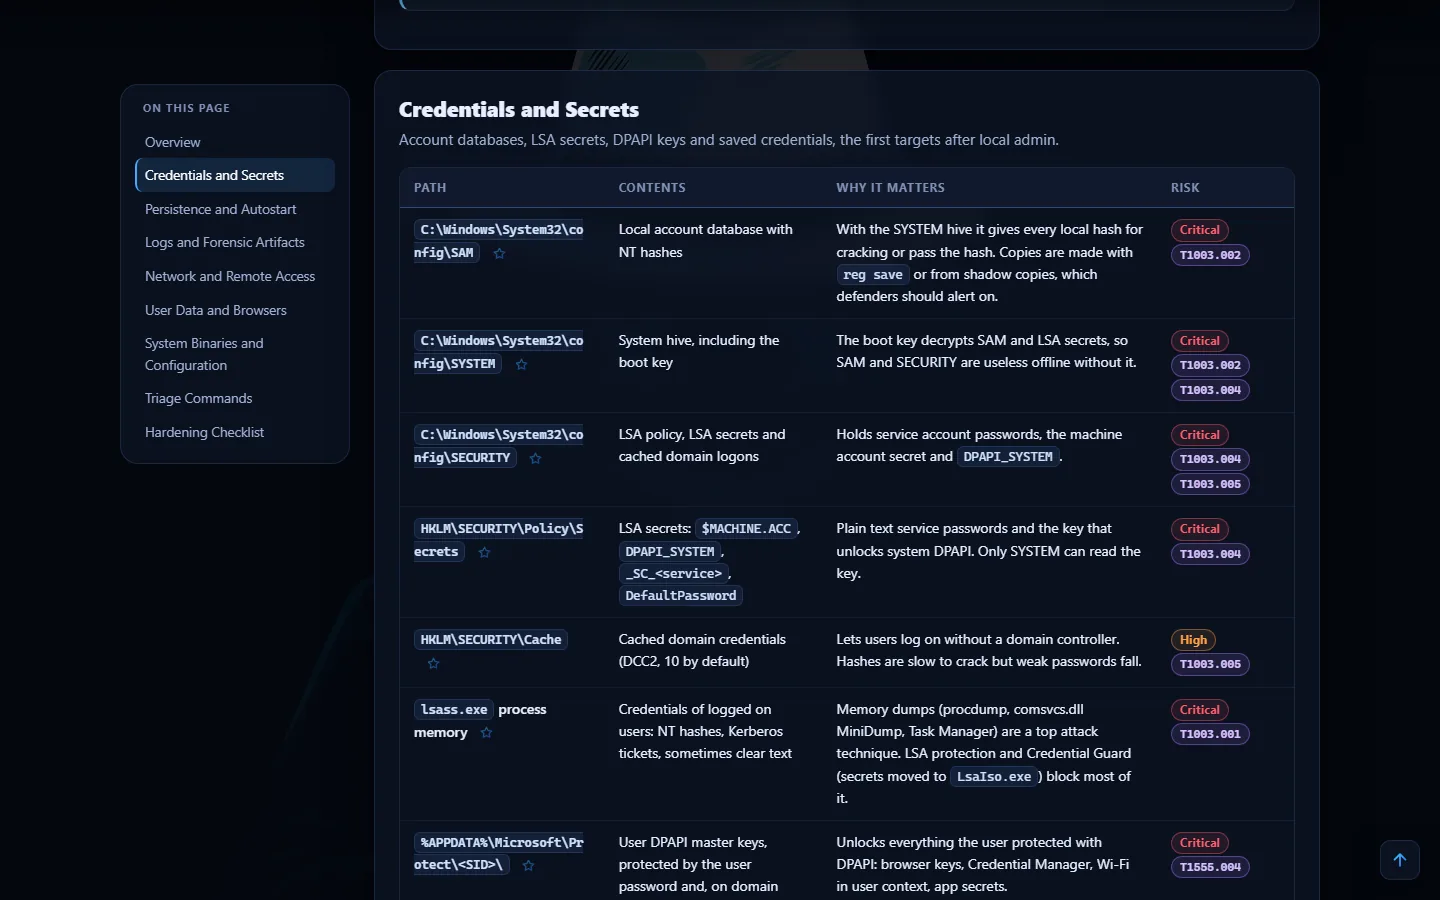 ON THIS PAGE
Overview
Credentials and Secrets
Persistence and Autostart
Logs and Forensic Artifacts
Network and Remote Access
User Data and Browsers
System Binaries and
Configuration
Triage Commands
Hardening Checklist
Credentials and Secrets
Account databases, LSA secrets, DPAPI keys and saved credentials, the first targets after local admin.
PATH CONTENTS WHY IT MATTERS RISK
C:\Windows\System32\co
nfig\SAM
Local account database with
NT hashes
With the SYSTEM hive it gives every local hash for
cracking or pass the hash. Copies are made with
reg save or from shadow copies, which
defenders should alert on.
Critical
T1003.002
C:\Windows\System32\co
nfig\SYSTEM
System hive, including the
boot key
The boot key decrypts SAM and LSA secrets, so
SAM and SECURITY are useless offline without it.
Critical
T1003.002
T1003.004
C:\Windows\System32\co
nfig\SECURITY
LSA policy, LSA secrets and
cached domain logons
Holds service account passwords, the machine
account secret and DPAPI_SYSTEM.
Critical
T1003.004
T1003.005
HKLM\SECURITY\Policy\S
ecrets
LSA secrets: $MACHINE.ACC,
DPAPI_SYSTEM,
_SC_<service>,
DefaultPassword
Plain text service passwords and the key that
unlocks system DPAPI. Only SYSTEM can read the
key.
Critical
T1003.004
HKLM\SECURITY\Cache
Cached domain credentials
(DCC2, 10 by default)
Lets users log on without a domain controller.
Hashes are slow to crack but weak passwords fall.
High
T1003.005
lsass.exe process
memory
Credentials of logged on
users: NT hashes, Kerberos
tickets, sometimes clear text
Memory dumps (procdump, comsvcs.dll
MiniDump, Task Manager) are a top attack
technique. LSA protection and Credential Guard
(secrets moved to LsaIso.exe) block most of
it.
Critical
T1003.001
%APPDATA%\Microsoft\Pr
otect\<SID>\
User DPAPI master keys,
protected by the user
password and, on domain
Unlocks everything the user protected with
DPAPI: browser keys, Credential Manager, Wi-Fi
in user context, app secrets.
Critical
T1555.004